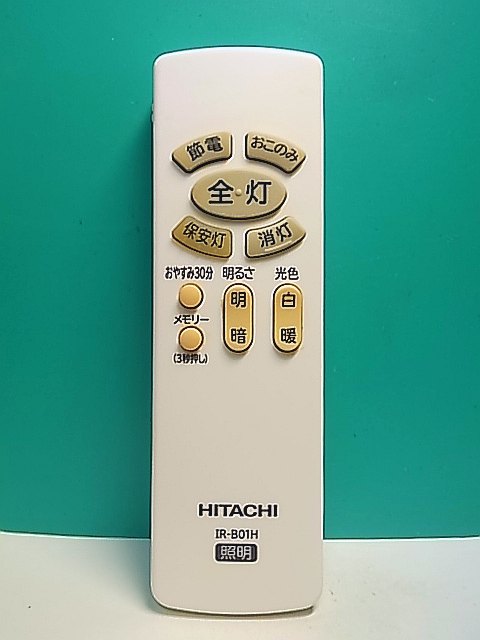 節電 おこのみ
全灯
保安灯 消灯
おやすみ30分 明るさ 光色
明 白
メモリー
暗 暖
(3秒押し)
HITACHI
IR-B01H
照明